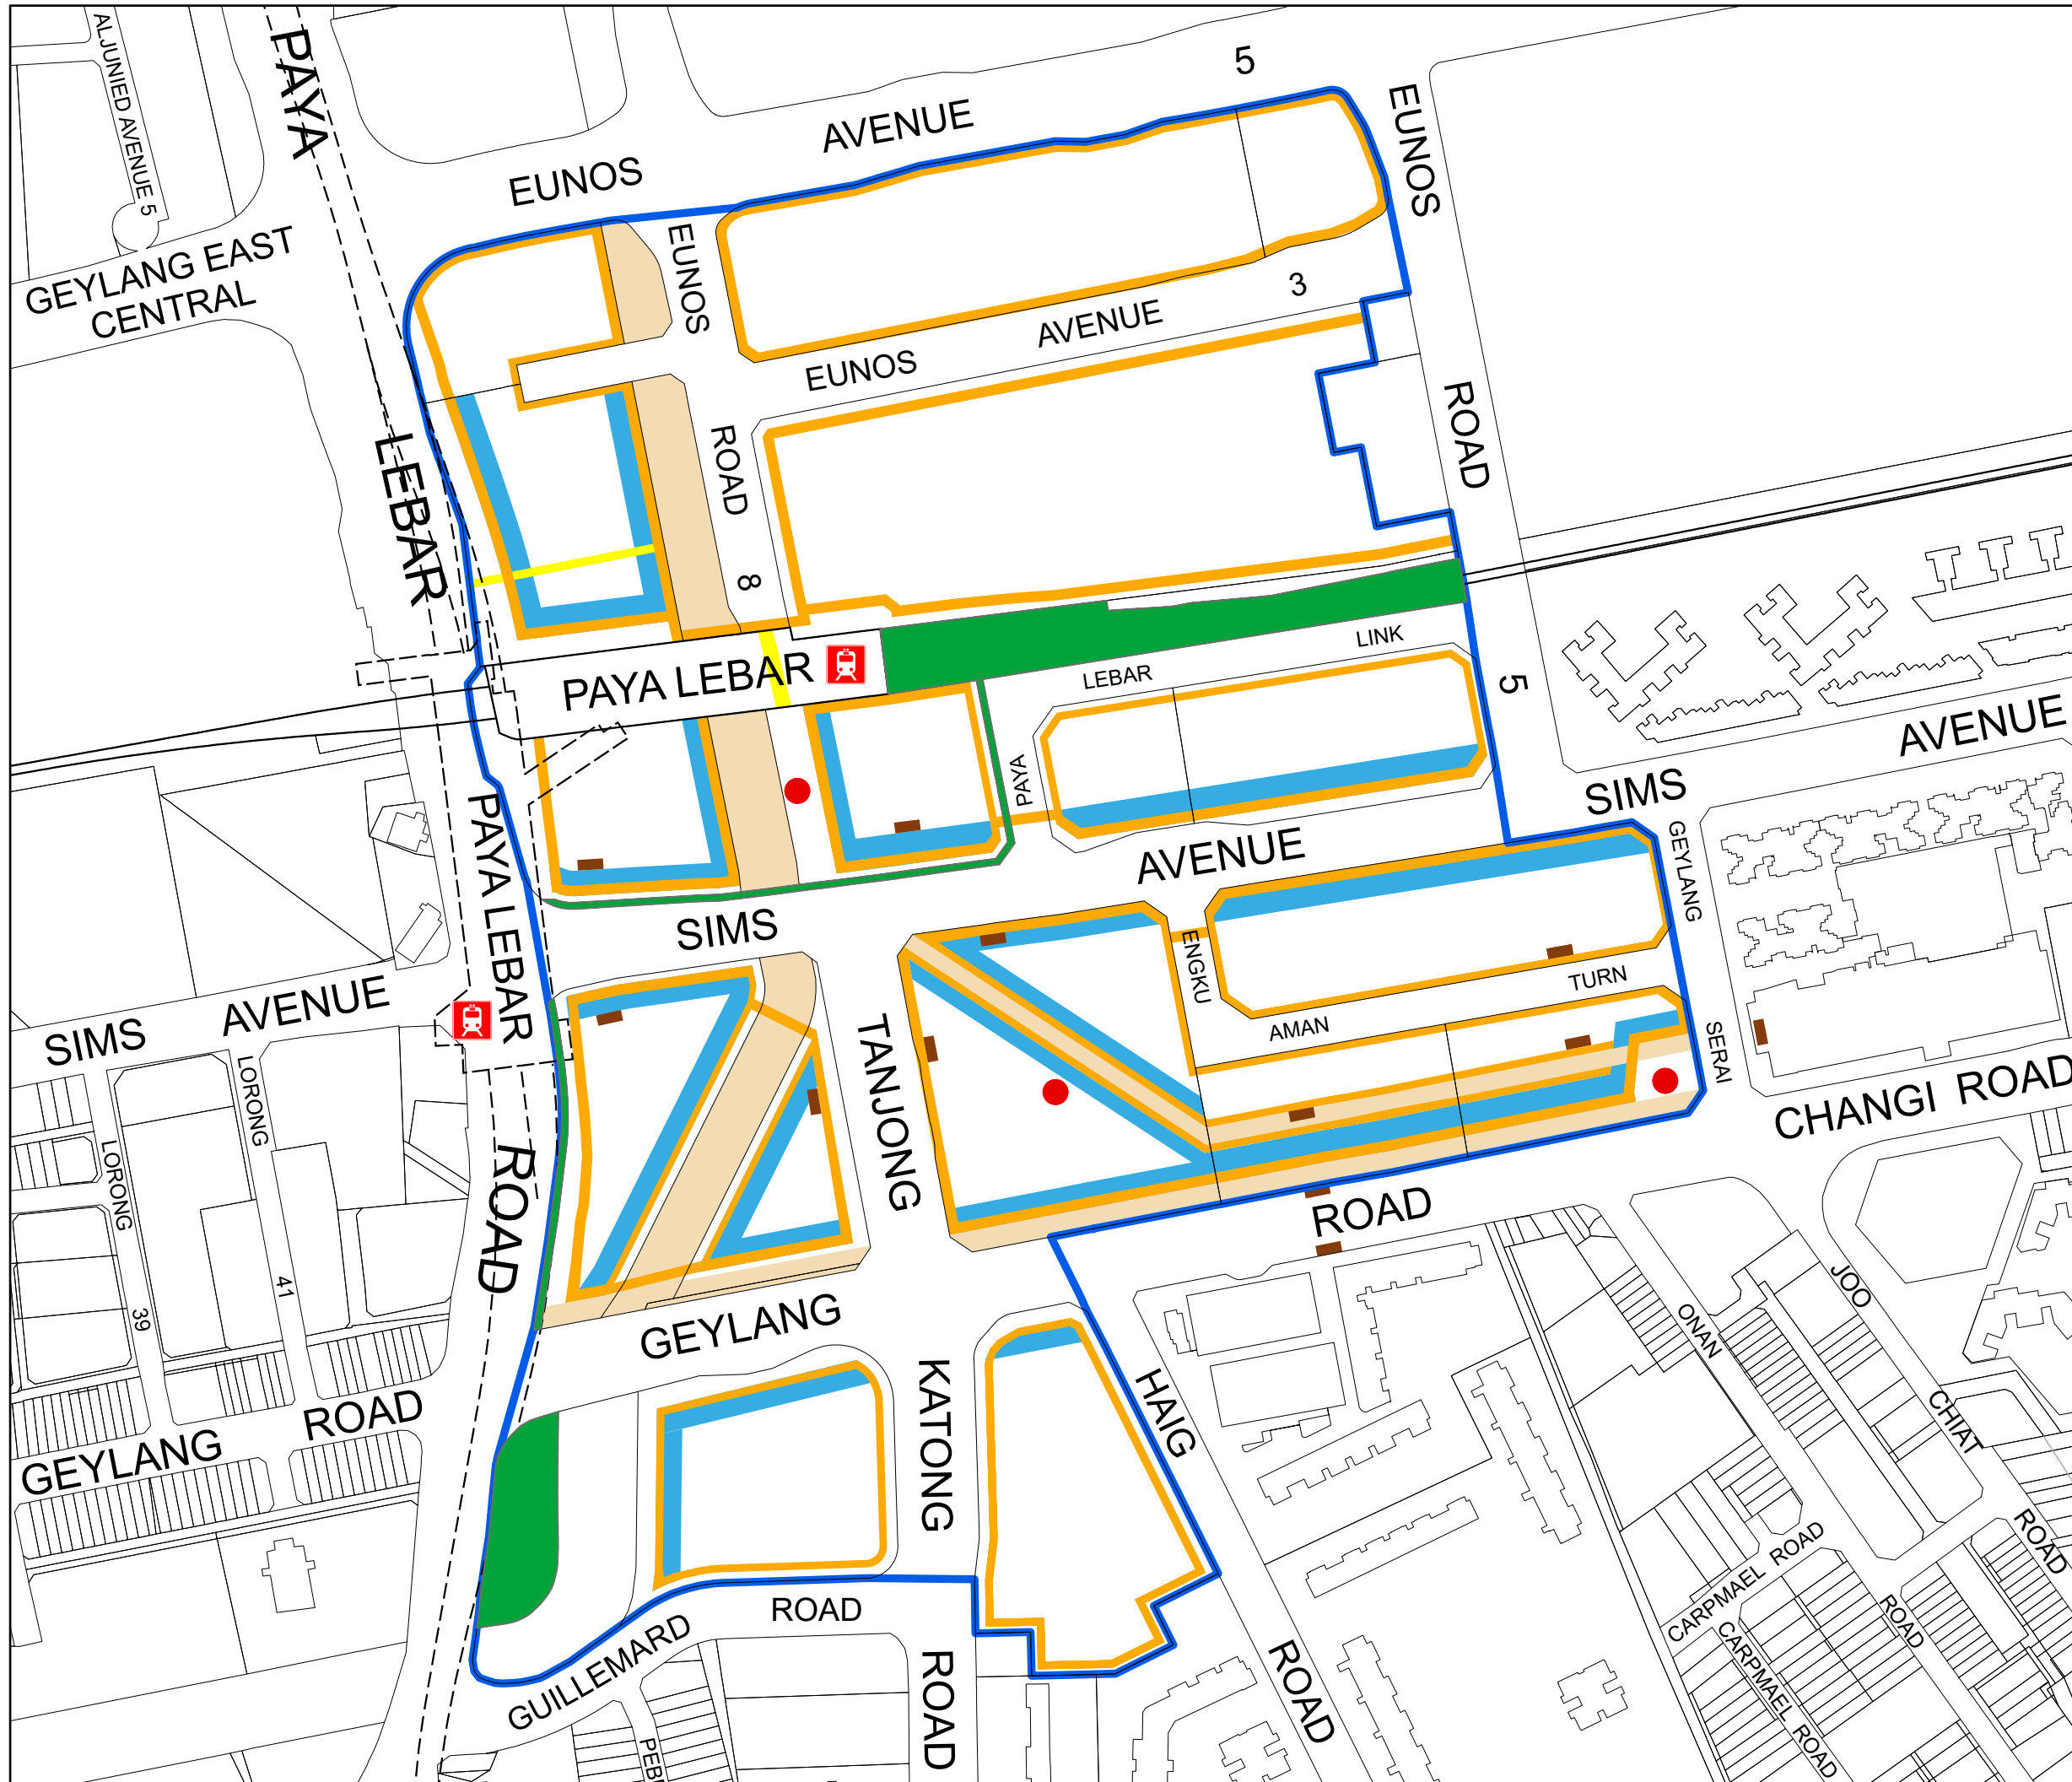 ALJUNIED AVENUE 5
PAYA
LEBAR
5
AVENUE
EUNOS
EUNOS
ROAD
5
GEYLANG EAST
CENTRAL
EUNOS
ROAD
8
3
AVENUE
EUNOS
PAYA LEBAR
LINK
LEBAR
PAYA
AVENUE
SIMS
AVENUE
SIMS
PAYA LEBAR
ROAD
AVENUE
SIMS
GEYLANG
SERAI
ENGKU
AMAN
TURN
TANJONG
KATONG
ROAD
CHANGI ROAD
ROAD
GEYLANG
LORONG
41
LORONG
39
ROAD
GEYLANG
HAIG
ROAD
ONAN
ROAD
JOO
CHIAT
ROAD
CARPMAEL ROAD
CARPMAEL ROAD
GUILLEMARD
ROAD